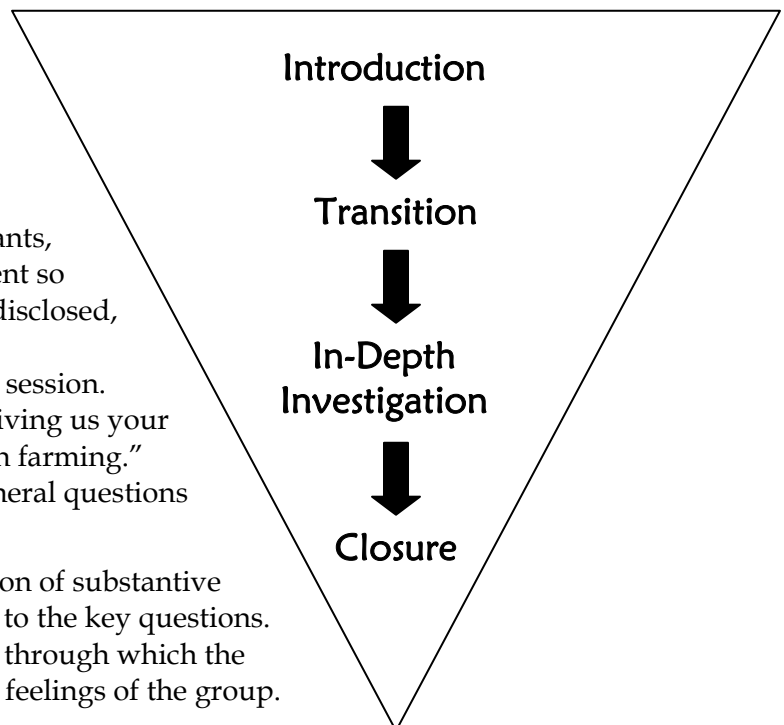 Introduction
Transition
In-Depth
Investigation
Closure
ants,
ent so
disclosed,
session.
iving us your
n farming.”
neral questions
on of substantive
to the key questions.
through which the
feelings of the group.